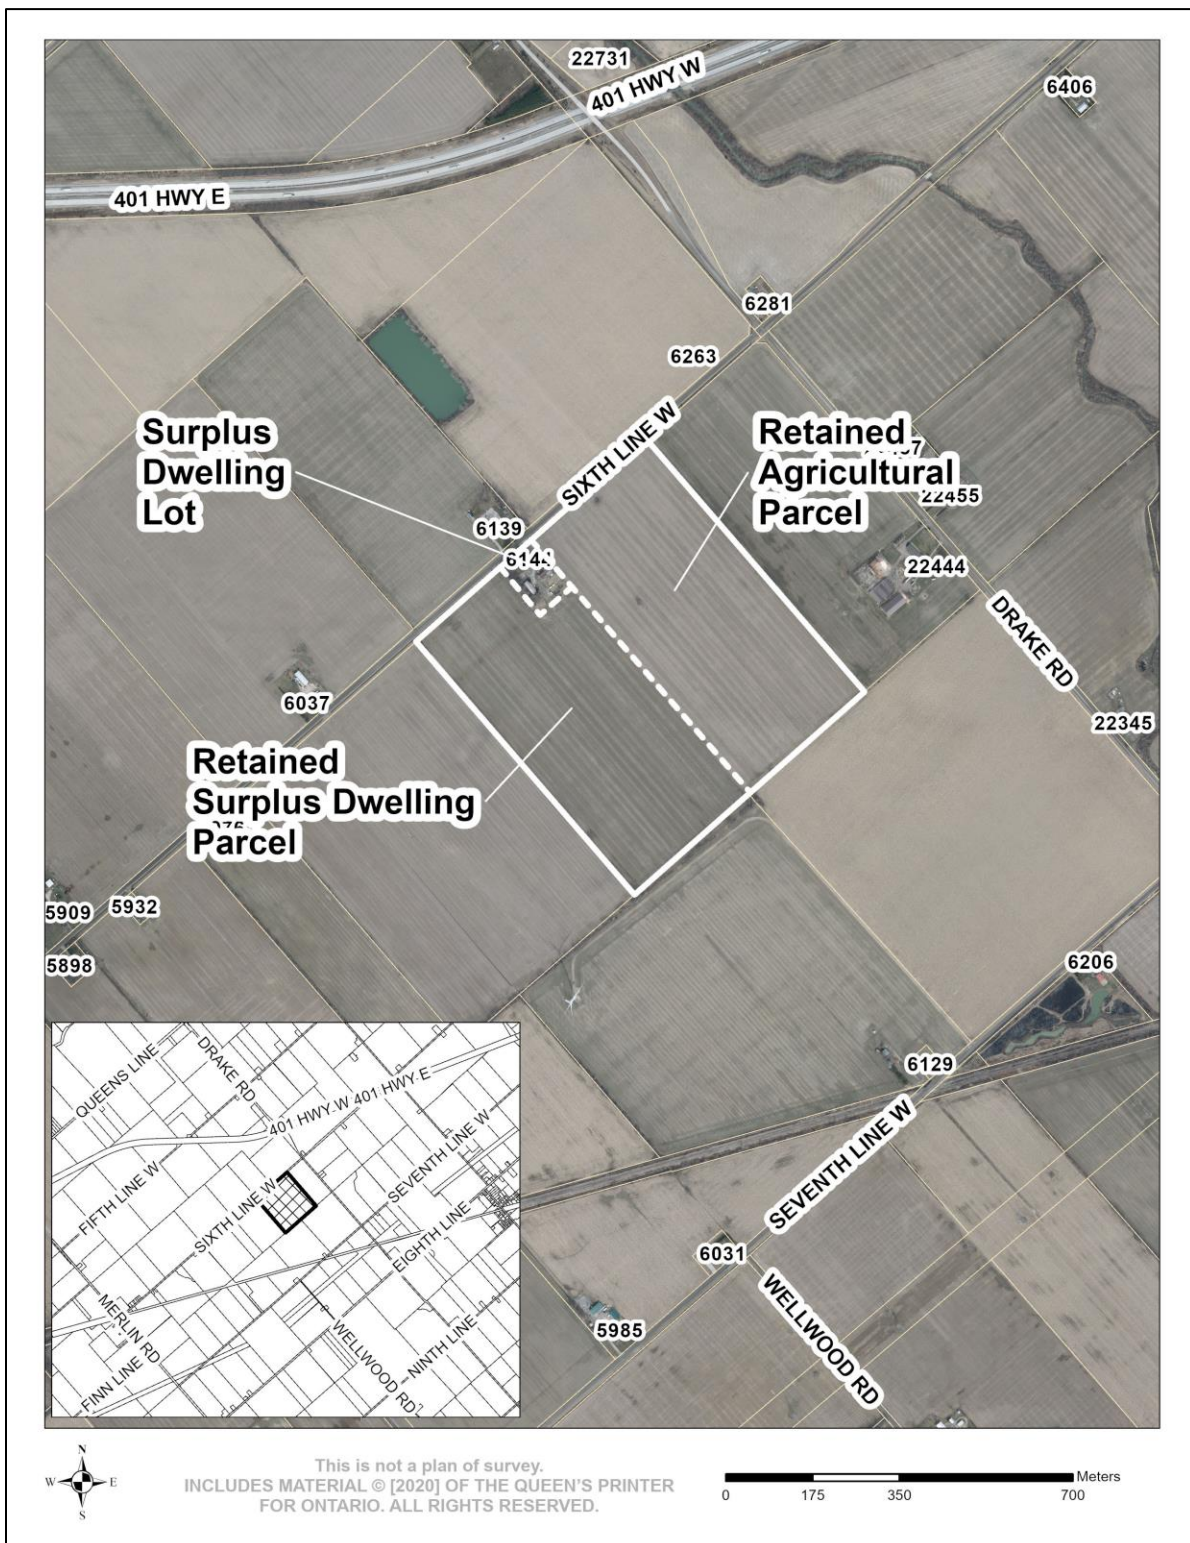 22731
401 HWY W
6406
401 HWY E
6281
6263
Surplus
Dwelling
Lot
SIXTH LINE W
Retained
Agricultural
Parcel
22455
6139
6144
22444
DRAKE RD
6037
22345
Retained
Surplus Dwelling
Parcel
5909
5932
5898
6206
6129
SEVENTH LINE W
6031
WELLWOOD RD
5985
QUEENS LINE
DRAKE RD
401 HWY W
401 HWY E
FIFTH LINE W
SIXTH LINE W
SEVENTH LINE W
EIGHTH LINE
MERLIN RD
FINN LINE
WELLWOOD RD
NINTH LINE
N
W
E
S
This is not a plan of survey.
INCLUDES MATERIAL © [2020] OF THE QUEEN'S PRINTER
FOR ONTARIO. ALL RIGHTS RESERVED.
Meters
0 175 350 700